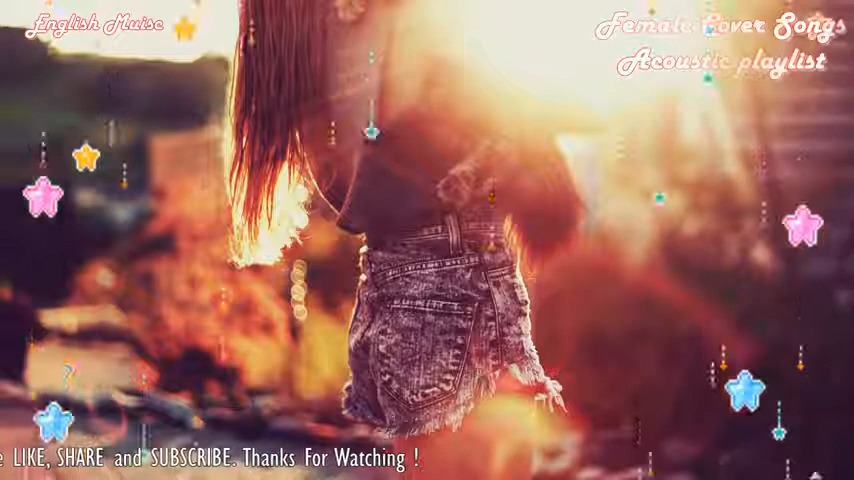 English Muisc
Female Cover Songs
Acoustic playlist
e LIKE, SHARE and SUBSCRIBE. Thanks For Watching !